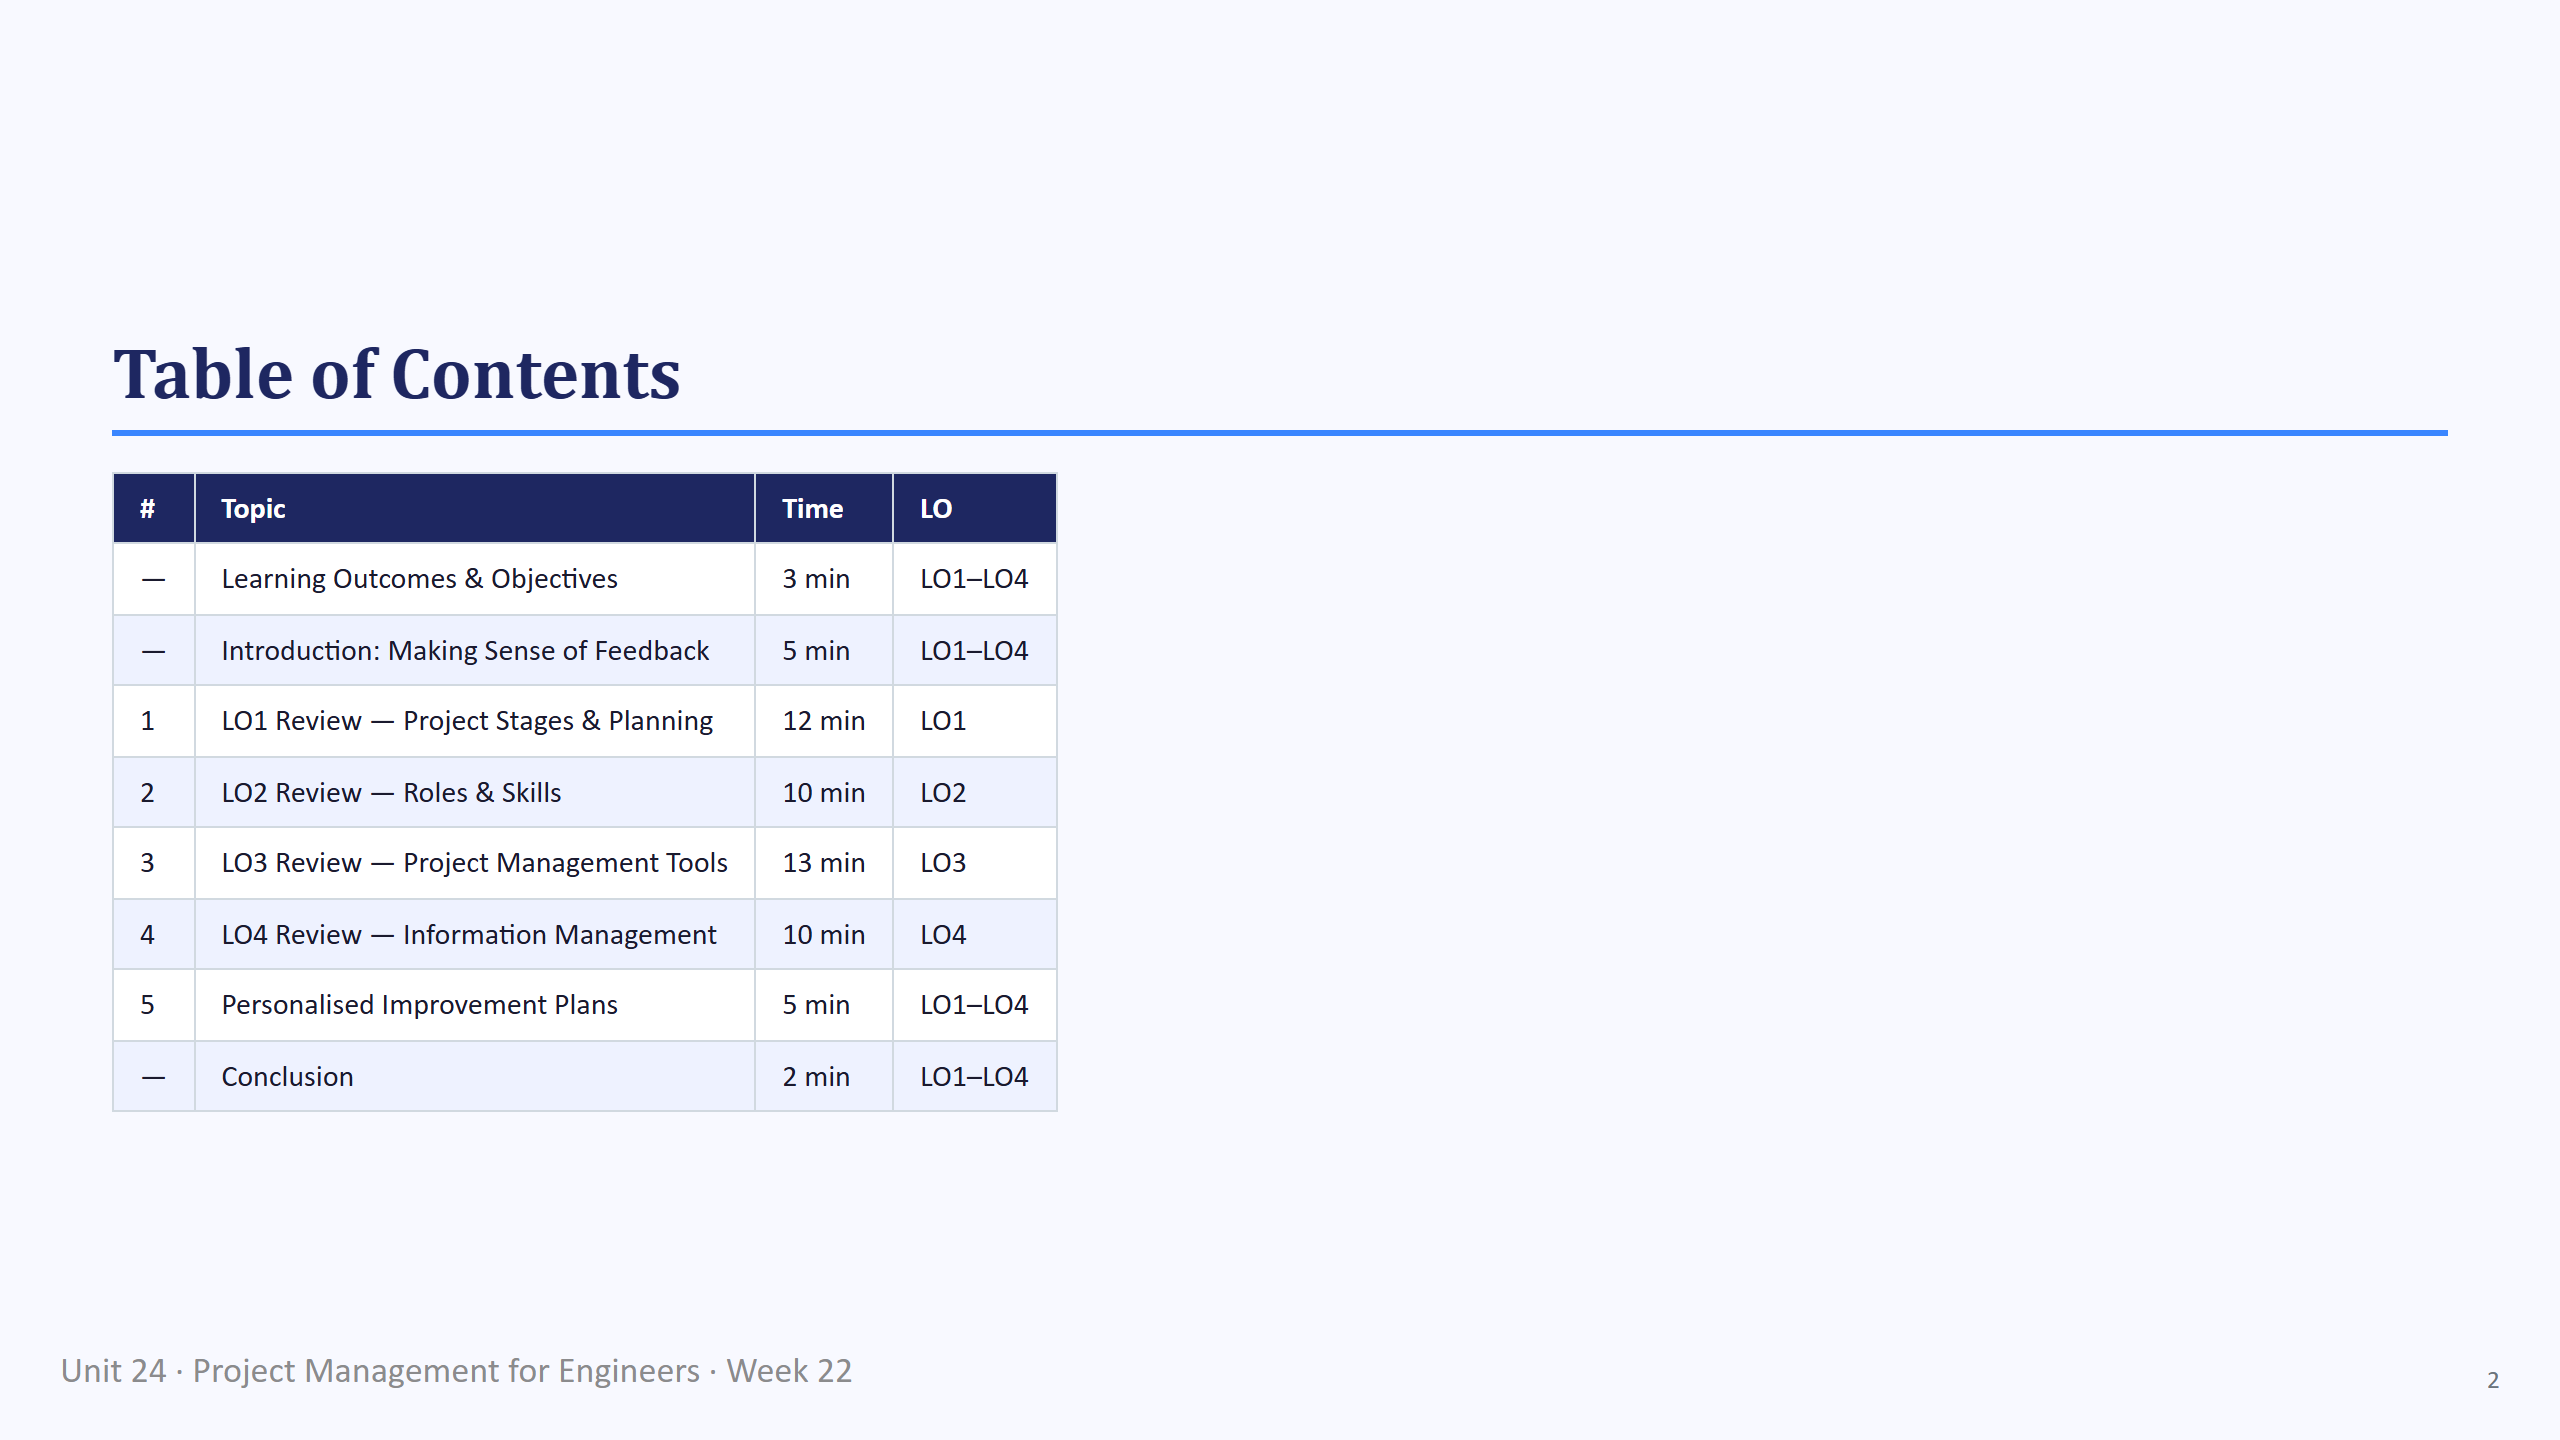 Table of Contents
# Topic Time LO
— Learning Outcomes & Objectives 3 min LO1–LO4
— Introduction: Making Sense of Feedback 5 min LO1–LO4
1 LO1 Review — Project Stages & Planning 12 min LO1
2 LO2 Review — Roles & Skills 10 min LO2
3 LO3 Review — Project Management Tools 13 min LO3
4 LO4 Review — Information Management 10 min LO4
5 Personalised Improvement Plans 5 min LO1–LO4
— Conclusion 2 min LO1–LO4
Unit 24 · Project Management for Engineers · Week 22
2